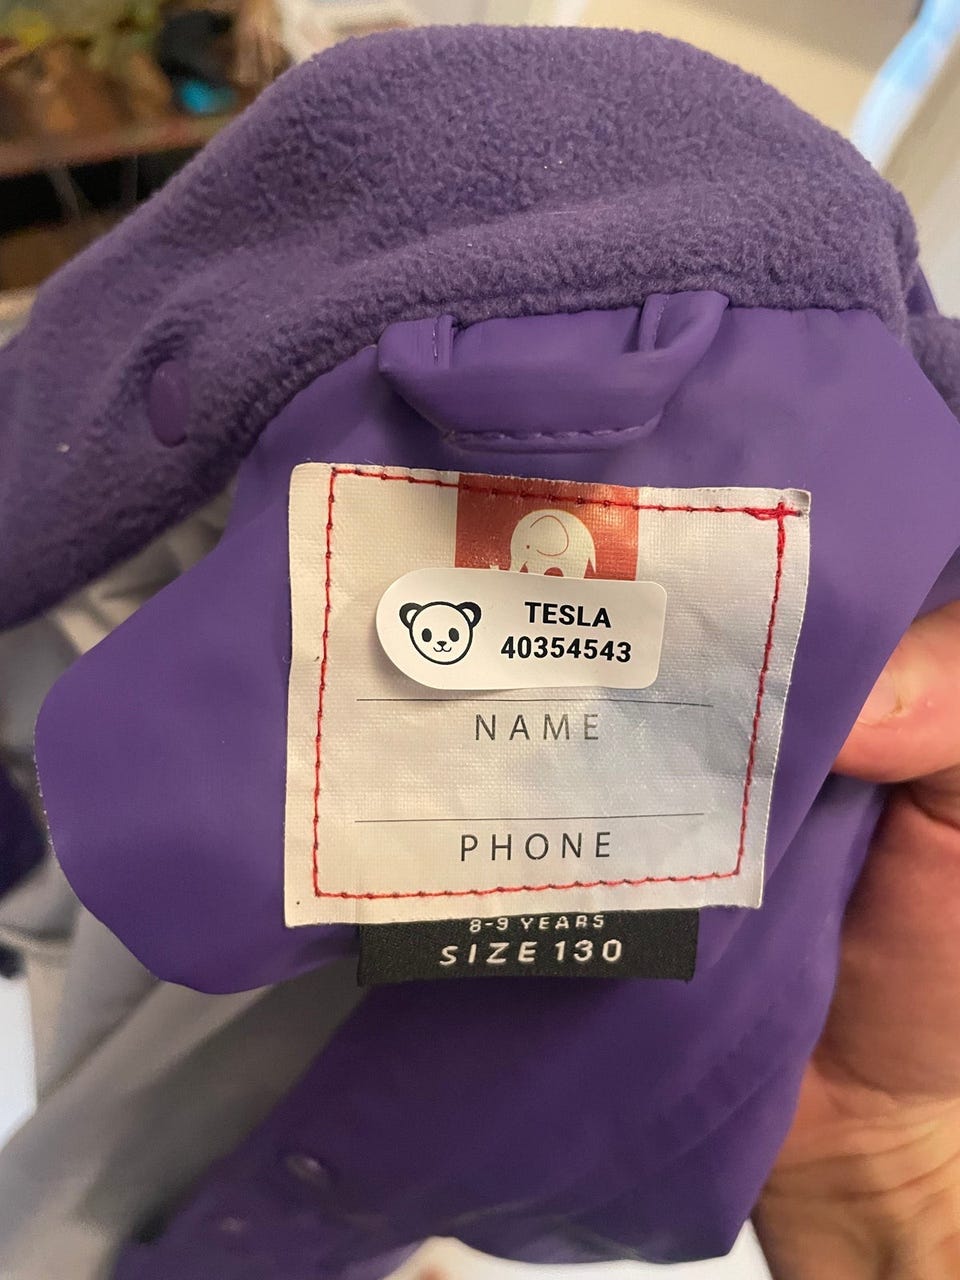 TESLA
40354543
NAME
PHONE
8-9 YEARS
SIZE 130